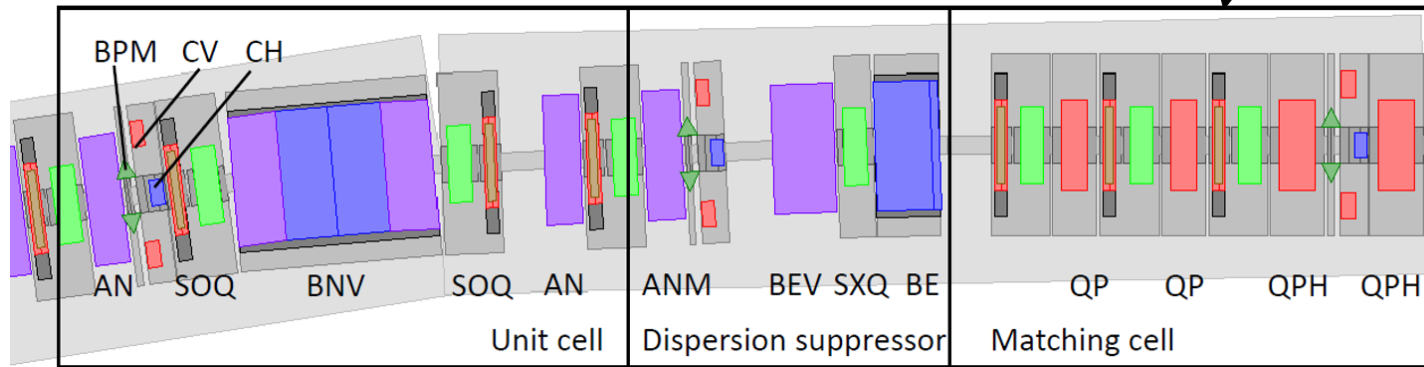 BPM CV CH
AN SOQ BNV SOQ AN ANM BEV SXQ BE QP QP QPH QPH
Unit cell Dispersion suppressor Matching cell